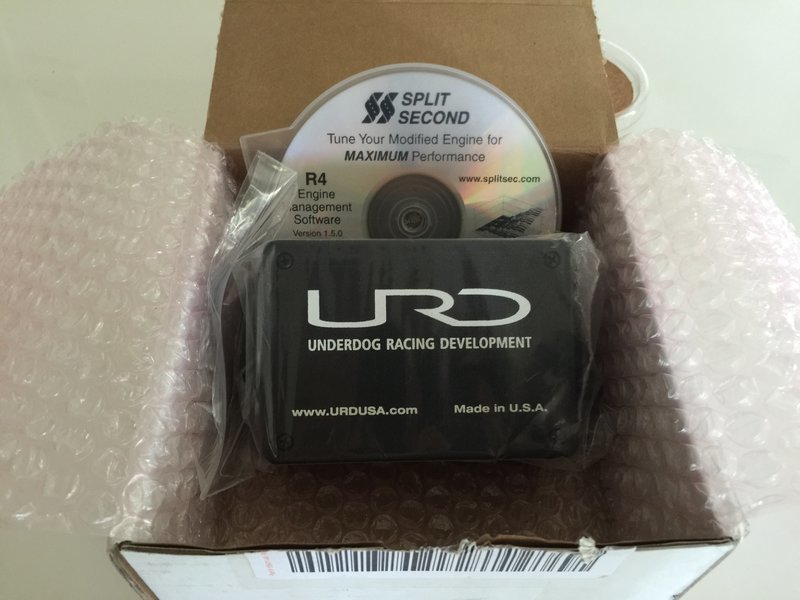 SPLIT
SECOND
Tune Your Modified Engine for
MAXIMUM Performance
R4
Engine
Management
Software
Version 1.5.0
www.splitsec.com
URD
UNDERDOG RACING DEVELOPMENT
www.URDUSA.com
Made in U.S.A.